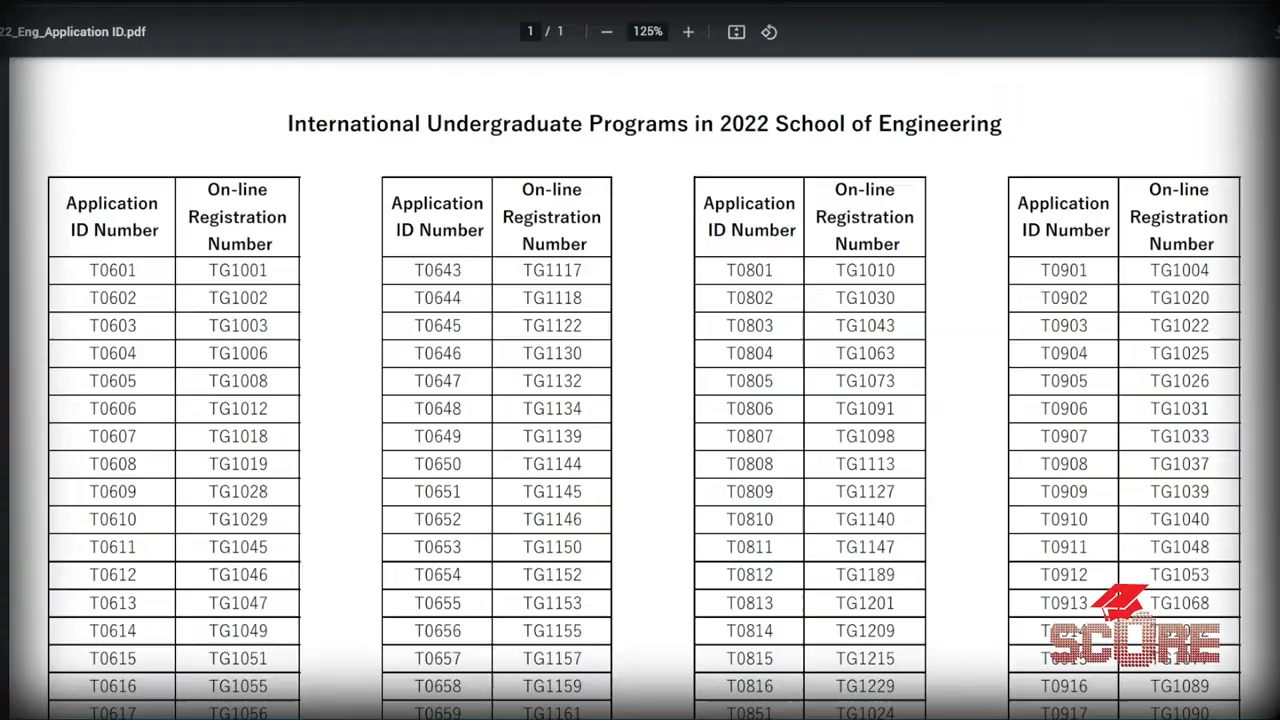 22_Eng_Application ID.pdf
1 / 1
125%
International Undergraduate Programs in 2022 School of Engineering
Application ID Number On-line Registration Number
T0601 TG1001
T0602 TG1002
T0603 TG1003
T0604 TG1006
T0605 TG1008
T0606 TG1012
T0607 TG1018
T0608 TG1019
T0609 TG1028
T0610 TG1029
T0611 TG1045
T0612 TG1046
T0613 TG1047
T0614 TG1049
T0615 TG1051
T0616 TG1055
T0617 TG1056
Application ID Number On-line Registration Number
T0643 TG1117
T0644 TG1118
T0645 TG1122
T0646 TG1130
T0647 TG1132
T0648 TG1134
T0649 TG1139
T0650 TG1144
T0651 TG1145
T0652 TG1146
T0653 TG1150
T0654 TG1152
T0655 TG1153
T0656 TG1155
T0657 TG1157
T0658 TG1159
T0659 TG1161
Application ID Number On-line Registration Number
T0801 TG1010
T0802 TG1030
T0803 TG1043
T0804 TG1063
T0805 TG1073
T0806 TG1091
T0807 TG1098
T0808 TG1113
T0809 TG1127
T0810 TG1140
T0811 TG1147
T0812 TG1189
T0813 TG1201
T0814 TG1209
T0815 TG1215
T0816 TG1229
T0851 TG1024
Application ID Number On-line Registration Number
T0901 TG1004
T0902 TG1020
T0903 TG1022
T0904 TG1025
T0905 TG1026
T0906 TG1031
T0907 TG1033
T0908 TG1037
T0909 TG1039
T0910 TG1040
T0911 TG1048
T0912 TG1053
T0913 TG1068
T0916 TG1089
T0917 TG1090
SCORE